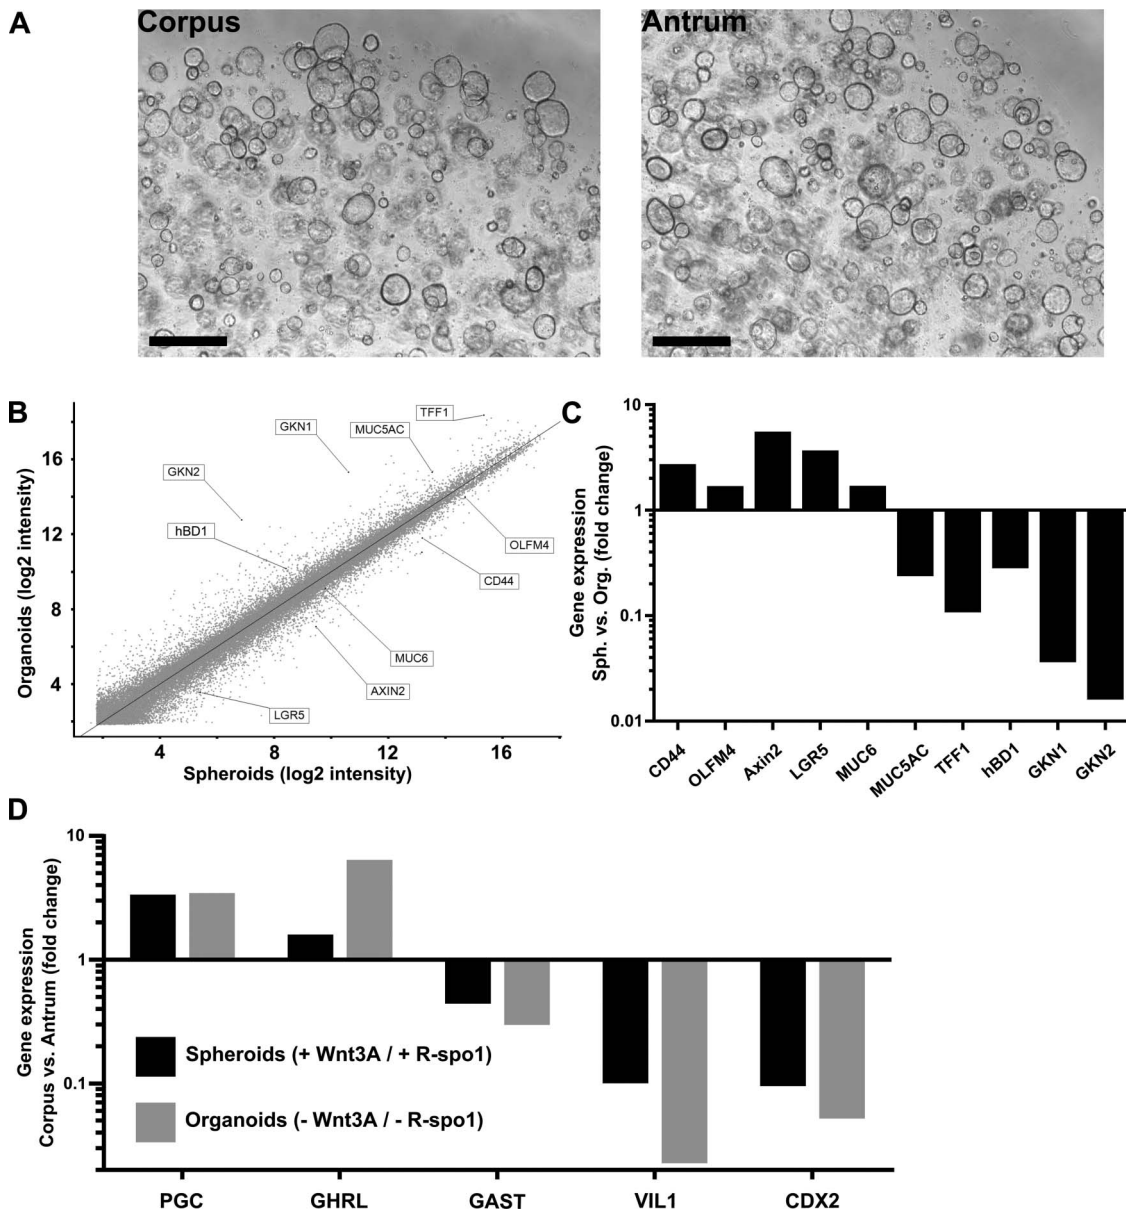 A
Corpus
Antrum
B
16
12
8
4
Organoids (log2 intensity)
TFF1
GKN1
MUC5AC
GKN2
hBD1
OLFM4
CD44
MUC6
AXIN2
LGR5
4
8
12
16
Spheroids (log2 intensity)
C
Gene expression
Sph. vs. Org. (fold change)
10
1
0.1
0.01
CD44
OLFM4
Axin2
LGR5
MUC6
MUC5AC
TFF1
hBD1
GKN1
GKN2
D
Gene expression
Corpus vs. Antrum (fold change)
10
1
0.1
Spheroids (+ Wnt3A / + R-spo1)
Organoids (- Wnt3A / - R-spo1)
PGC
GHRL
GAST
VIL1
CDX2